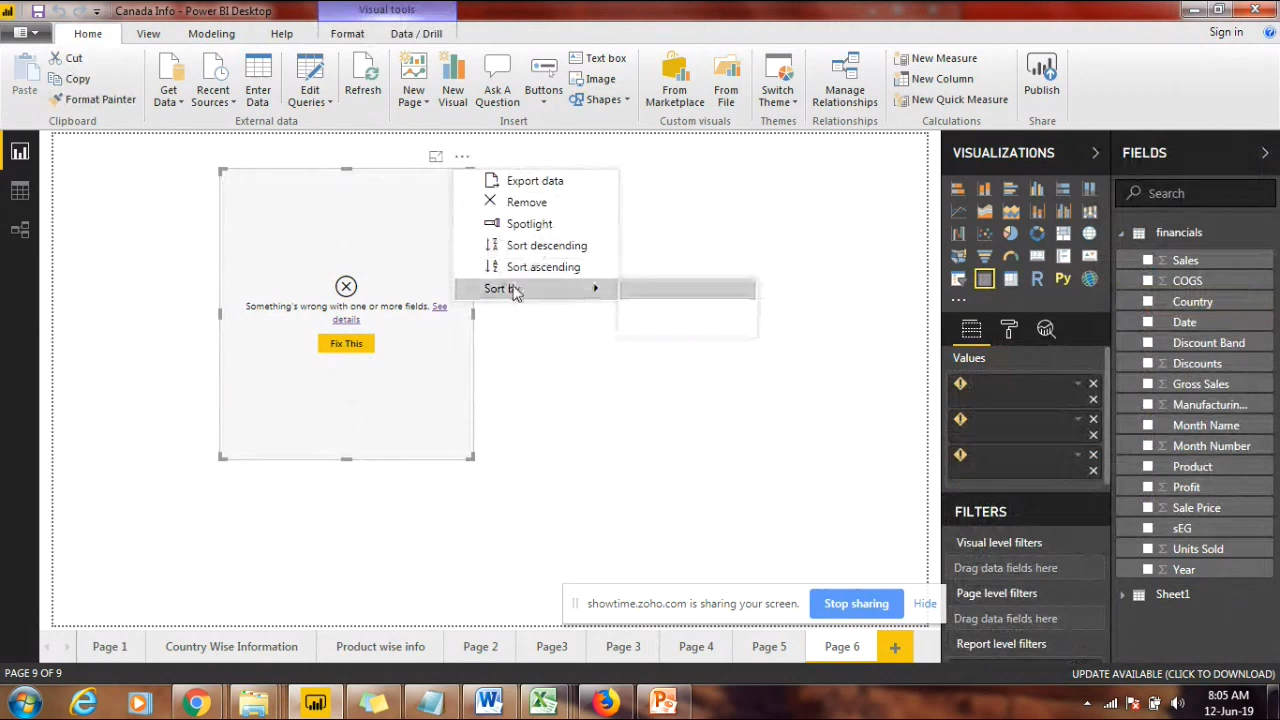 Canada Info - Power BI Desktop
Visual tools
Home
View
Modeling
Help
Format
Data / Drill
Sign in
Paste
Cut
Copy
Format Painter
Clipboard
Get Data
Recent Sources
Enter Data
Edit Queries
External data
Refresh
New Page
New Visual
Ask A Question
Buttons
Text box
Image
Shapes
Insert
From Marketplace
From File
Custom visuals
Switch Theme
Themes
Manage Relationships
Relationships
New Measure
New Column
New Quick Measure
Calculations
Publish
Share
Export data
Remove
Spotlight
Sort descending
Sort ascending
Sort by
Something's wrong with one or more fields. See
details
Fix This
VISUALIZATIONS
R
Py
Values
FILTERS
Visual level filters
Drag data fields here
Page level filters
Drag data fields here
Report level filters
FIELDS
Search
financials
Sales
COGS
Country
Date
Discount Band
Discounts
Gross Sales
Manufacturin...
Month Name
Month Number
Product
Profit
Sale Price
sEG
Units Sold
Year
Sheet1
showtime.zoho.com is sharing your screen.
Stop sharing
Hide
Page 1
Country Wise Information
Product wise info
Page 2
Page3
Page 3
Page 4
Page 5
Page 6
PAGE 9 OF 9
UPDATE AVAILABLE (CLICK TO DOWNLOAD)
8:05 AM
12-Jun-19